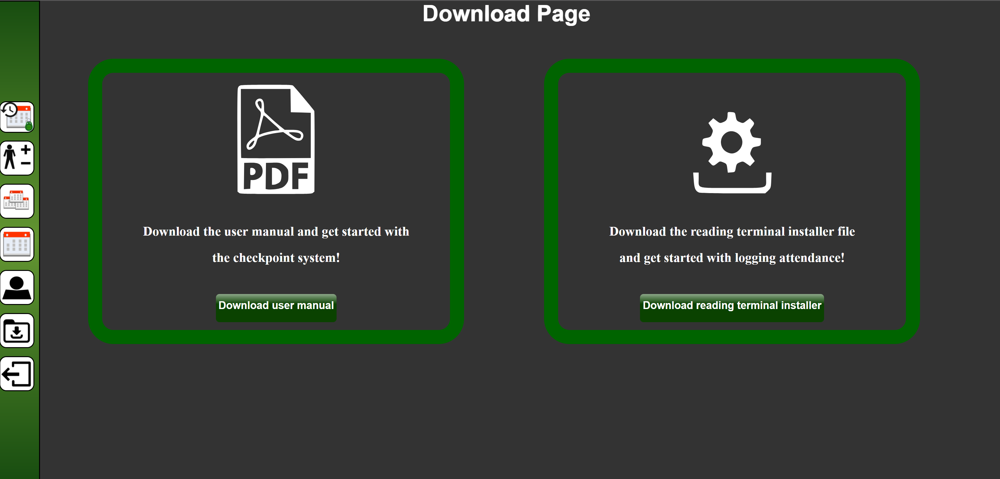 Download Page
PDF
Download the user manual and get started with
the checkpoint system!
Download user manual
Download the reading terminal installer file
and get started with logging attendance!
Download reading terminal installer